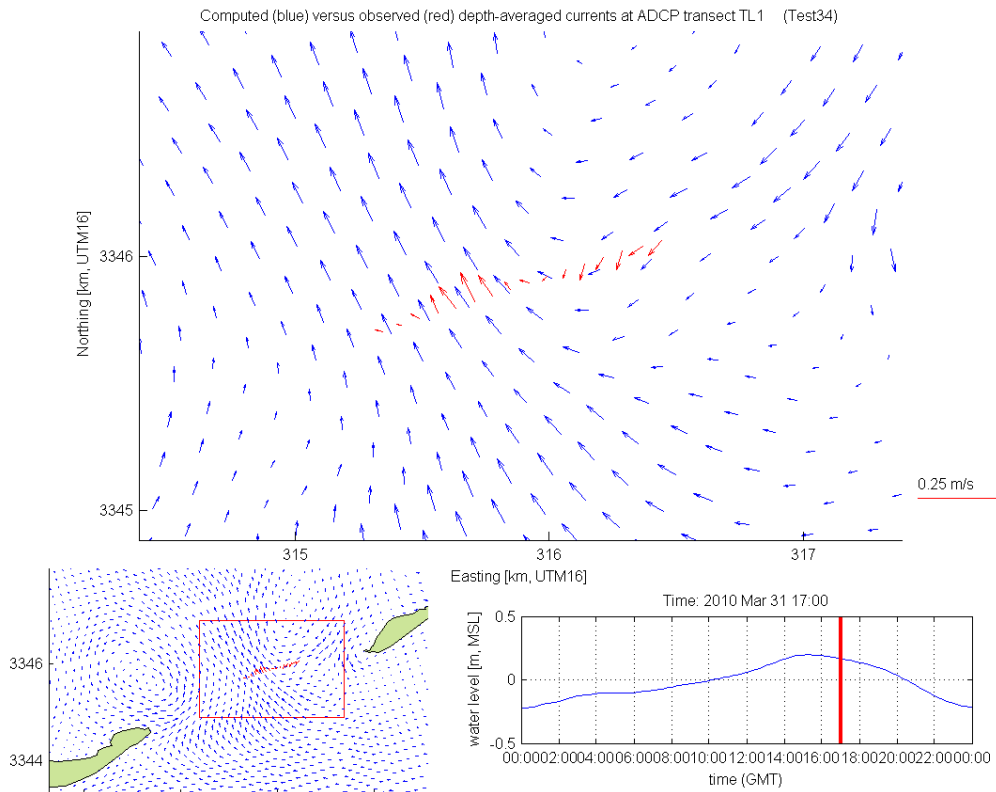 Computed (blue) versus observed (red) depth-averaged currents at ADCP transect TL1 (Test34)
Northing [km, UTM16]
3346
3345
315
316
317
Easting [km, UTM16]
0.25 m/s
3346
3344
Time: 2010 Mar 31 17:00
water level [m, MSL]
0.5
0
-0.5
00:0002:0004:0006:0008:0010:0012:0014:0016:0018:0020:0022:0000:00
time (GMT)